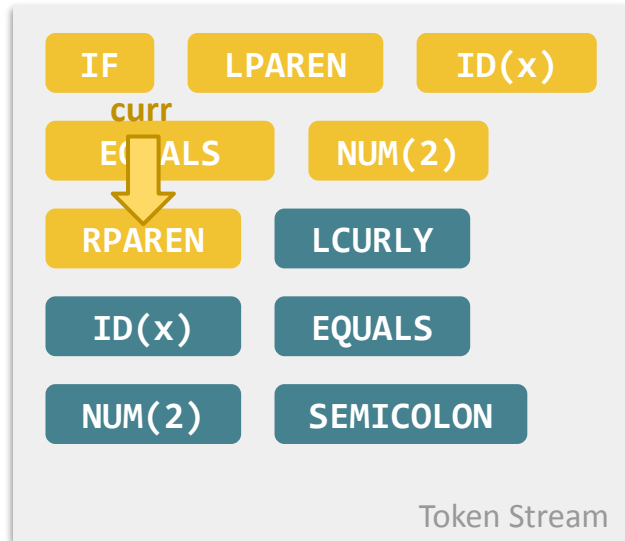 IF LPAREN ID(x)
curr
EQUALS NUM(2)
RPAREN LCURLY
ID(x) EQUALS
NUM(2) SEMICOLON
Token Stream